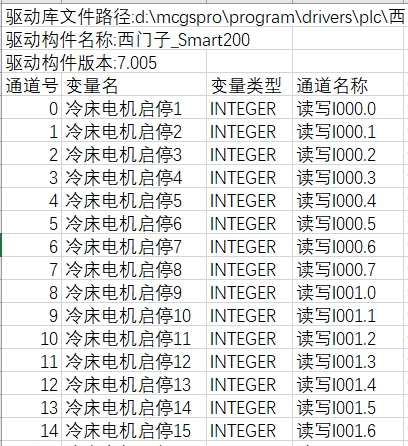 驱动库文件路径:d:\mcgspro\program\drivers\plc\西
驱动构件名称:西门子_Smart200
驱动构件版本:7.005
通道号 变量名 变量类型 通道名称
0 冷床电机启停1 INTEGER 读写I000.0
1 冷床电机启停2 INTEGER 读写I000.1
2 冷床电机启停3 INTEGER 读写I000.2
3 冷床电机启停4 INTEGER 读写I000.3
4 冷床电机启停5 INTEGER 读写I000.4
5 冷床电机启停6 INTEGER 读写I000.5
6 冷床电机启停7 INTEGER 读写I000.6
7 冷床电机启停8 INTEGER 读写I000.7
8 冷床电机启停9 INTEGER 读写I001.0
9 冷床电机启停10 INTEGER 读写I001.1
10 冷床电机启停11 INTEGER 读写I001.2
11 冷床电机启停12 INTEGER 读写I001.3
12 冷床电机启停13 INTEGER 读写I001.4
13 冷床电机启停14 INTEGER 读写I001.5
14 冷床电机启停15 INTEGER 读写I001.6